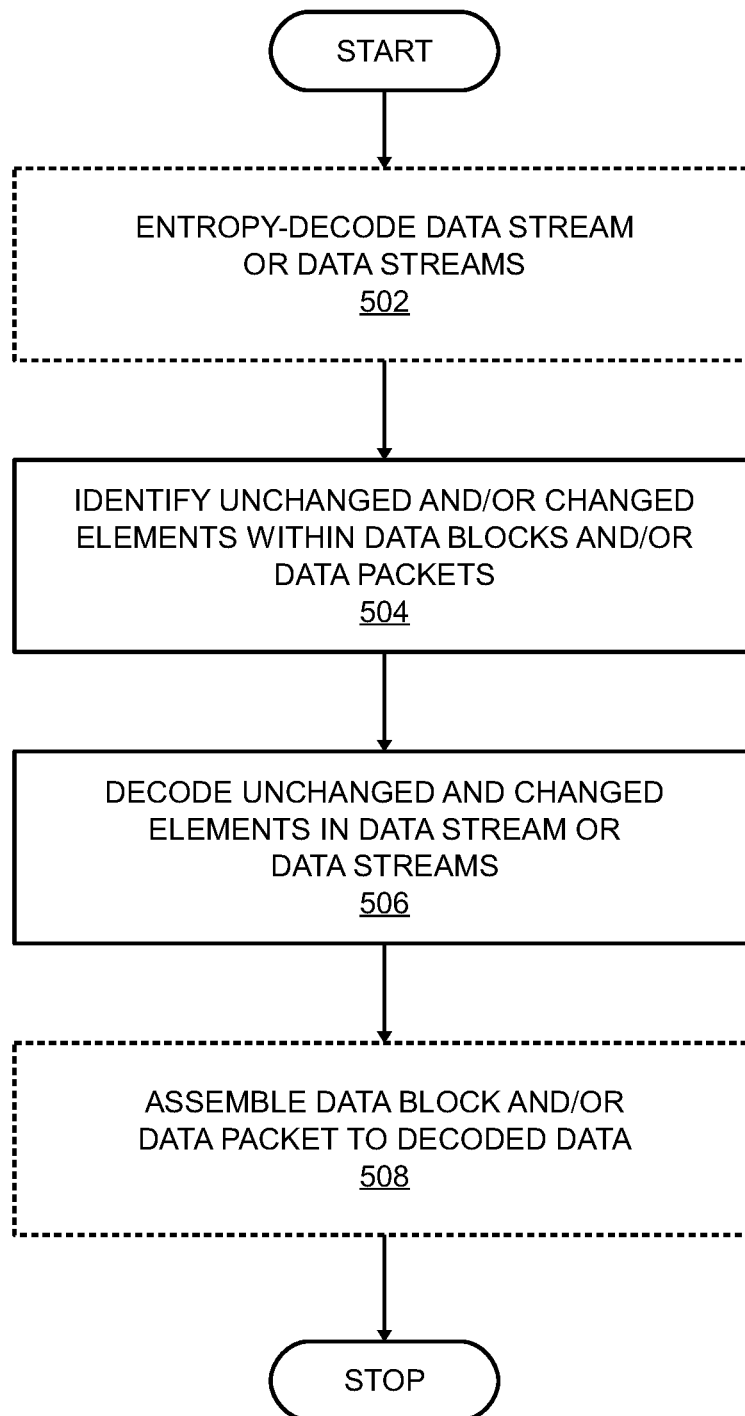 START
ENTROPY-DECODE DATA STREAM
OR DATA STREAMS
502
IDENTIFY UNCHANGED AND/OR CHANGED
ELEMENTS WITHIN DATA BLOCKS AND/OR
DATA PACKETS
504
DECODE UNCHANGED AND CHANGED
ELEMENTS IN DATA STREAM OR
DATA STREAMS
506
ASSEMBLE DATA BLOCK AND/OR
DATA PACKET TO DECODED DATA
508
STOP